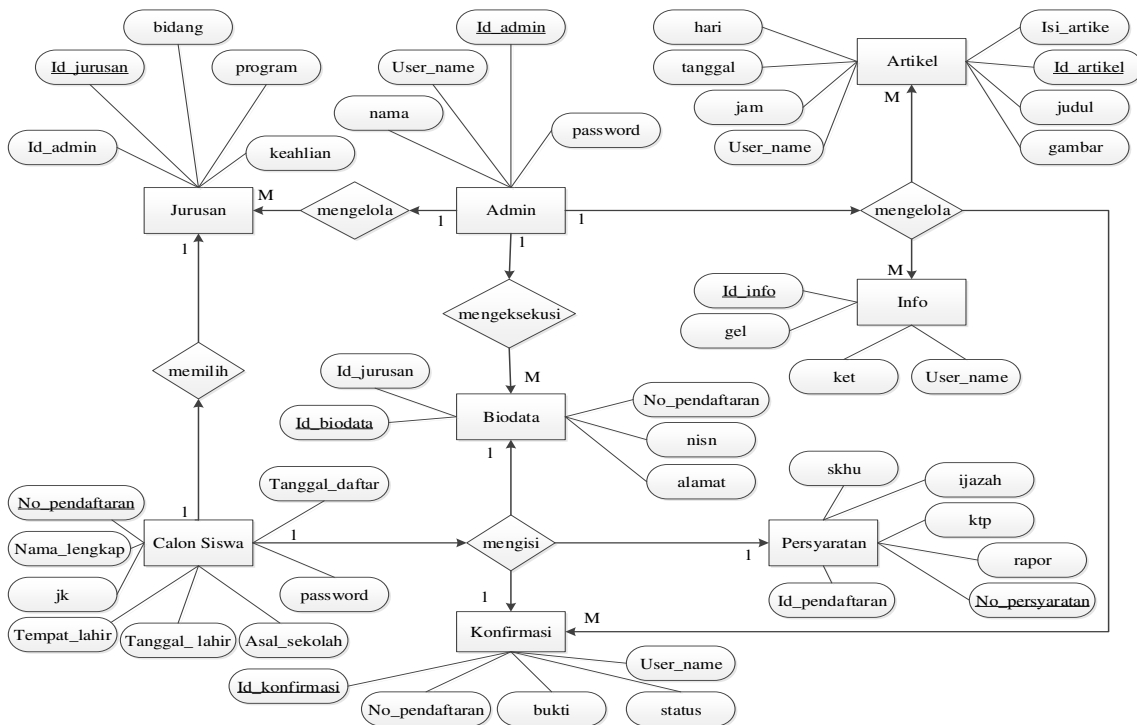 bidang
Id_admin
hari
Isi_artike
Id_jurusan
program
User_name
tanggal
Artikel
Id_artikel
nama
jam
M
judul
Id_admin
keahlian
password
User_name
gambar
M
Jurusan
mengelola
Admin
mengelola
1
1
1
1
M
Id_info
Info
mengeksekusi
gel
memilih
Id_jurusan
M
ket
User_name
No_pendaftaran
Id_biodata
Biodata
nisn
1
skhu
alamat
ijazah
Tanggal_daftar
No_pendaftaran
1
ktp
Nama_lengkap
Calon Siswa
1
mengisi
1
Persyaratan
rapor
jk
password
1
Id_pendaftaran
No_persyaratan
Tempat_lahir
Tanggal_ lahir
Asal_sekolah
Konfirmasi
M
User_name
Id_konfirmasi
No_pendaftaran
bukti
status